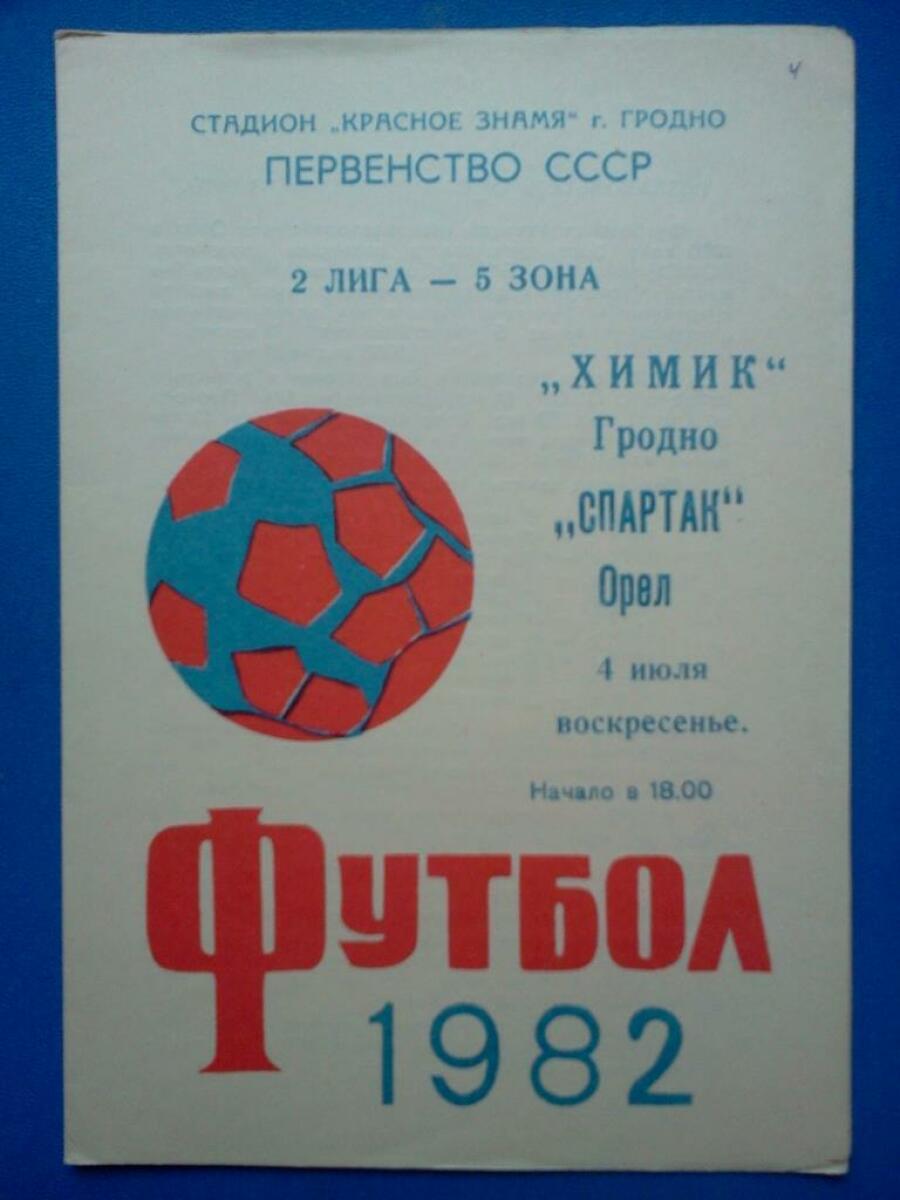 4
СТАДИОН „КРАСНОЕ ЗНАМЯ“ г. ГРОДНО
ПЕРВЕНСТВО СССР
2 ЛИГА — 5 ЗОНА
„ХИМИК“
Гродно
„СПАРТАК“
Орел
4 июля
воскресенье.
Начало в 18.00
ФУТБОЛ
1982